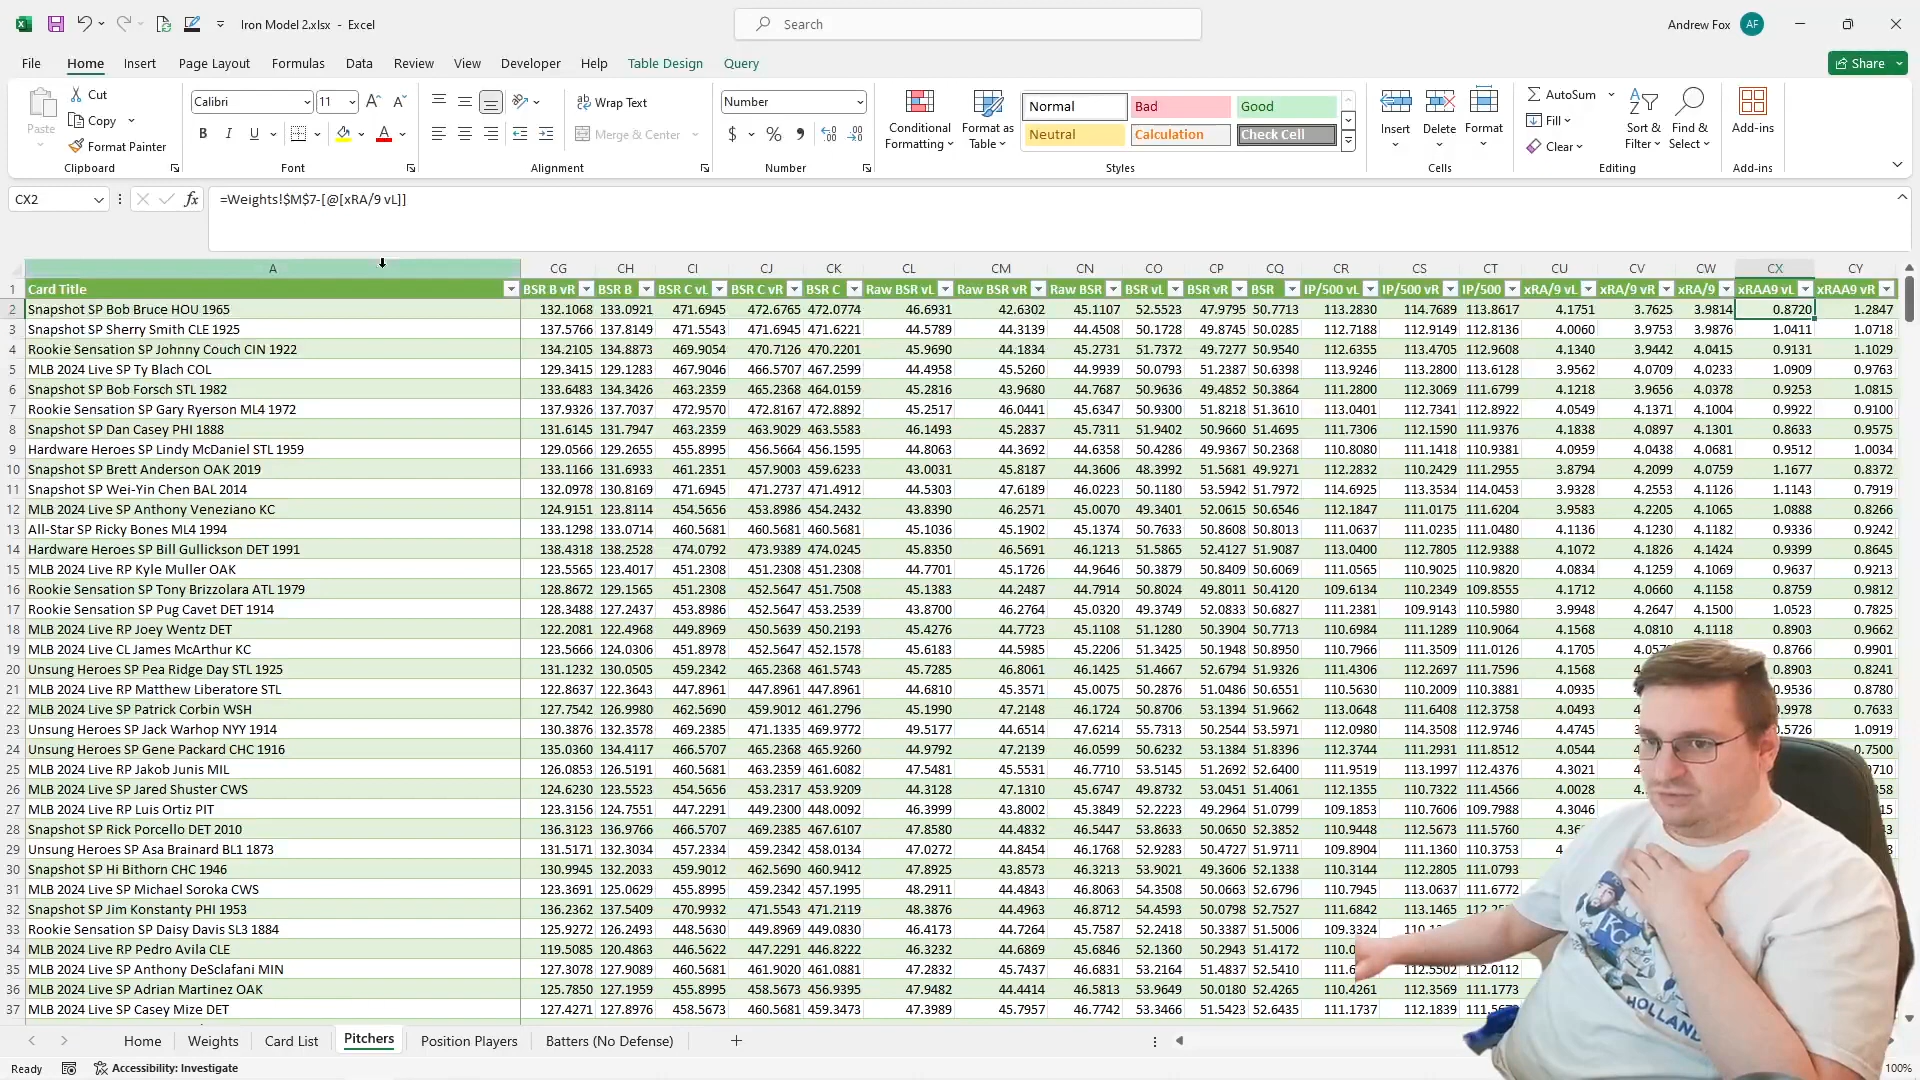 Iron Model 2.xlsx - Excel
Search
Andrew Fox AF
File Home Insert Page Layout Formulas Data Review View Developer Help Table Design Query Share
Paste Cut Copy Format Painter Clipboard
Calibri 11 Font
Wrap Text Merge & Center Alignment
Number Number
Conditional Formatting Format as Table Normal Bad Good Neutral Calculation Check Cell Styles
Insert Delete Format Cells
AutoSum Fill Clear Sort & Filter Find & Select Editing
Add-ins Add-ins
CX2 fx =Weights!$M$7-[@[xRA/9 vL]]
A CG CH CI CJ CK CL CM CN CO CP CQ CR CS CT CU CV CW CX CY
1 Card Title BSR B vR BSR B BSR C vL BSR C vR BSR C Raw BSR vL Raw BSR vR Raw BSR BSR vL BSR vR BSR IP/500 vL IP/500 vR IP/500 xRA/9 vL xRA/9 vR xRA/9 xRAA9 vL xRAA9 vR
2 Snapshot SP Bob Bruce HOU 1965 132.1068 133.0921 471.6945 472.6765 472.0774 46.6931 42.6302 45.1107 52.5523 47.9795 50.7713 113.2830 114.7689 113.8617 4.1751 3.7625 3.9814 0.8720 1.2847
3 Snapshot SP Sherry Smith CLE 1925 137.5766 137.8149 471.5543 471.6945 471.6221 44.5789 44.3139 44.4508 50.1728 49.8745 50.0285 112.7188 112.9149 112.8136 4.0060 3.9753 3.9876 1.0411 1.0718
4 Rookie Sensation SP Johnny Couch CIN 1922 134.2105 134.8873 469.9054 470.7126 470.2201 45.9690 44.1834 45.2731 51.7372 49.7277 50.9540 112.6355 113.4705 112.9608 4.1340 3.9442 4.0415 0.9131 1.1029
5 MLB 2024 Live SP Ty Blach COL 129.3415 129.1283 467.9046 466.5707 467.2599 44.4958 45.5260 44.9939 50.0793 51.2387 50.6398 113.9246 113.2800 113.6128 3.9562 4.0709 4.0233 1.0909 0.9763
6 Snapshot SP Bob Forsch STL 1982 133.6483 134.3426 463.2359 465.2368 464.0159 45.2816 43.9680 44.7687 50.9636 49.4852 50.3864 111.2800 112.3069 111.6799 4.1218 3.9656 4.0378 0.9253 1.0815
7 Rookie Sensation SP Gary Ryerson ML4 1972 137.9326 137.7037 472.9570 472.8167 472.8892 45.2517 46.0441 45.6347 50.9300 51.8218 51.3610 113.0401 112.7341 112.8922 4.0549 4.1371 4.1004 0.9922 0.9100
8 Snapshot SP Dan Casey PHI 1888 131.6145 131.7947 463.2359 463.9029 463.5583 46.1493 45.2837 45.7311 51.9402 50.9660 51.4695 111.7306 112.1590 111.9376 4.1838 4.0897 4.1301 0.8633 0.9575
9 Hardware Heroes SP Lindy McDaniel STL 1959 129.0566 129.2655 455.8995 456.5664 456.1595 44.8063 44.3692 44.6358 50.4286 49.9367 50.2368 110.8080 111.1418 110.9381 4.0959 4.0438 4.0681 0.9512 1.0034
10 Snapshot SP Brett Anderson OAK 2019 133.1166 131.6933 461.2351 457.9003 459.6233 43.0031 45.8187 44.3606 48.3992 51.5681 49.9271 112.2832 110.2429 111.2955 3.8794 4.2099 4.0759 1.1677 0.8372
11 Snapshot SP Wei-Yin Chen BAL 2014 132.0978 130.8169 471.6945 471.2737 471.4912 44.5303 47.6189 46.0223 50.1180 53.5942 51.7972 114.6925 113.3534 114.0453 3.9328 4.2553 4.1126 1.1143 0.7919
12 MLB 2024 Live SP Anthony Veneziano KC 124.9151 123.8114 454.5656 453.8986 454.2432 43.8390 46.2571 45.0070 49.3401 52.0615 50.6546 112.1847 111.0175 111.6204 3.9583 4.2205 4.1065 1.0888 0.8266
13 All-Star SP Ricky Bones ML4 1994 133.1298 133.0714 460.5681 460.5681 460.5681 45.1036 45.1902 45.1374 50.7633 50.8608 50.8013 111.0637 111.0235 111.0480 4.1136 4.1230 4.1182 0.9336 0.9242
14 Hardware Heroes SP Bill Gullickson DET 1991 138.4318 138.2528 474.0792 473.9389 474.0245 45.8350 46.5691 46.1213 51.5865 52.4127 51.9087 113.0400 112.7805 112.9388 4.1072 4.1826 4.1424 0.9399 0.8645
15 MLB 2024 Live SP Kyle Muller OAK 123.5565 123.4017 451.2308 452.5647 451.2308 44.7701 45.1726 44.9646 50.3879 50.8409 50.6069 111.0565 110.9025 110.9820 4.0834 4.1259 4.1069 0.9637 0.9213
16 Rookie Sensation SP Tony Brizzolara ATL 1979 128.8672 129.1565 451.2308 452.5647 451.7508 45.1383 44.2487 44.7914 50.8024 49.8011 50.4120 109.6134 110.2349 109.8555 4.1712 4.0660 4.1158 0.8759 0.9812
17 Rookie Sensation SP Pug Cavet DET 1914 128.3488 127.2437 453.8986 452.5647 453.2539 43.8700 46.2764 45.0320 49.3749 52.0833 50.6827 111.2381 109.9143 110.5980 3.9948 4.2647 4.1500 1.0523 0.7825
18 MLB 2024 Live RP Joey Wentz DET 122.2081 122.4968 449.8969 450.5639 450.2193 45.4276 44.7723 45.1108 51.1280 50.3904 50.7713 110.6984 111.1289 110.9064 4.1568 4.0810 4.1118 0.8903 0.9662
19 MLB 2024 Live CL James McArthur KC 123.5666 124.0306 451.8978 452.5647 452.1578 45.6183 44.5985 45.2206 51.3425 50.1948 50.8950 110.7966 111.3509 111.0126 4.1705 0.8766 0.9901
20 Unsung Heroes SP Pea Ridge Day STL 1925 131.1232 130.0505 459.2342 465.2368 461.5743 45.7285 46.8061 46.1425 51.4667 52.6794 51.9326 111.4306 112.2697 111.7596 4.1568 0.8903 0.8241
21 MLB 2024 Live RP Matthew Liberatore STL 122.8637 122.3643 447.8961 447.8961 447.8961 44.6810 45.3571 45.0075 50.2876 51.0486 50.6551 110.5630 110.2009 110.3881 4.0935 0.8780
22 MLB 2024 Live SP Patrick Corbin WSH 127.7542 126.9980 462.5690 459.9012 461.2796 45.1990 47.2148 46.1724 50.8706 53.1394 51.9662 113.0648 111.6408 112.3758 4.0493 0.7633
23 Unsung Heroes SP Jack Warhop NYY 1914 130.3876 132.3578 469.2385 471.1335 469.9772 49.5177 44.6514 47.6214 55.7313 50.2544 53.5971 112.0980 114.3508 112.9746 4.4745 1.0919
24 Unsung Heroes SP Gene Packard CHC 1916 135.0360 134.4117 466.5707 465.2368 465.9260 44.9792 47.2139 46.0599 50.6232 53.1384 51.8396 112.3744 111.2931 111.8512 4.0544 0.7500
25 MLB 2024 Live RP Jakob Junis MIL 126.0853 126.5191 460.5681 463.2359 461.6082 47.5481 45.5531 46.7710 53.5145 51.2692 52.6400 111.9519 113.1997 112.4376 4.3021
26 MLB 2024 Live SP Jared Shuster CWS 124.6230 123.5523 454.5656 453.2317 453.9209 44.3128 47.1310 45.6747 49.8732 53.0451 51.4061 112.1355 110.7322 111.4566 4.0028
27 MLB 2024 Live RP Luis Ortiz PIT 123.3156 124.7551 447.2291 449.2300 448.0092 46.3999 43.8002 45.3849 52.2223 49.2964 51.0799 109.1853 110.7606 109.7988 4.3046
28 Snapshot SP Rick Porcello DET 2010 136.3123 136.9766 466.5707 469.2385 467.6107 47.8580 44.4832 46.5447 53.8633 50.0650 52.3852 110.9448 112.5673 111.5760
29 Unsung Heroes SP Asa Brainard BL1 1873 131.5171 132.3034 457.2334 459.2342 458.0134 47.0272 44.8454 46.1768 52.9283 50.4727 51.9711 109.8904 111.1360 110.3753
30 Snapshot SP Hi Bithorn CHC 1946 130.9945 132.2033 459.9012 462.5690 460.9412 47.8925 43.8573 46.3213 53.9021 49.3606 52.1338 110.3144 112.2805 111.0793
31 MLB 2024 Live SP Michael Soroka CWS 123.3691 125.0629 455.8995 459.2342 457.1995 48.2911 44.4843 46.8063 54.3508 50.0663 52.6796 110.7945 113.0637 111.6772
32 Snapshot SP Jim Konstanty PHI 1953 136.2362 137.5409 470.9932 471.5543 471.2119 48.3876 44.4963 46.8712 54.4593 50.0798 52.7527 111.6842 113.1465
33 Rookie Sensation SP Daisy Davis SL3 1884 125.9272 126.2493 448.5630 449.8969 449.0830 46.4173 44.7264 45.7587 52.2418 50.3387 51.5006 109.3324
34 MLB 2024 Live RP Pedro Avila CLE 119.5085 120.4863 446.5622 447.2291 446.8222 46.3232 44.6869 45.6846 52.1360 50.2943 51.4172
35 MLB 2024 Live SP Anthony DeSclafani MIN 127.3078 127.9089 460.5681 461.9020 461.0881 47.2832 45.7437 46.6831 53.2164 51.4837 52.5410 112.5502 112.0112
36 MLB 2024 Live SP Adrian Martinez OAK 125.7850 127.1959 455.8995 458.5673 456.9395 47.9482 44.4414 46.5813 53.9649 50.0180 52.4265 110.4261 112.3569 111.1773
37 MLB 2024 Live SP Casey Mize DET 127.4271 127.8976 458.5673 460.5681 459.3473 47.3989 45.7957 46.7742 53.3466 51.5423 52.6435 111.1737 112.1839
HOLLAND
Home Weights Card List Pitchers Position Players Batters (No Defense)
Ready Accessibility: Investigate 100%